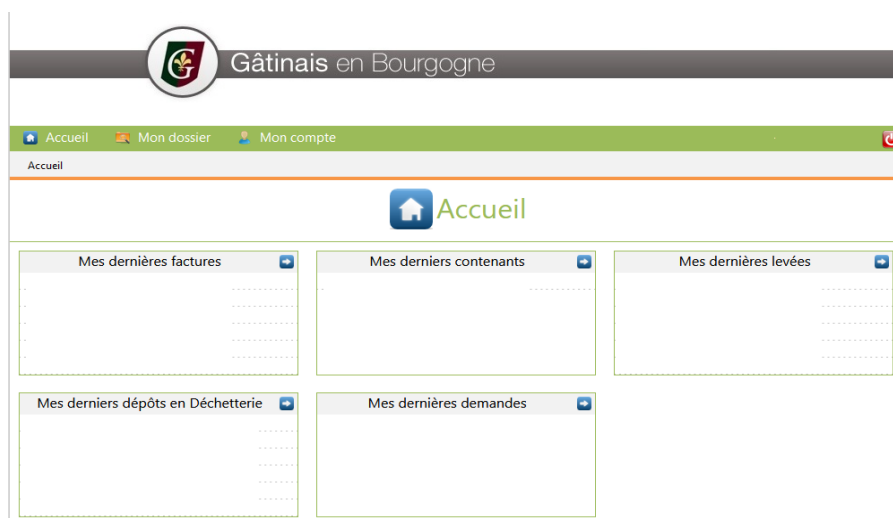 G
Gâtinais en Bourgogne
Accueil Mon dossier Mon compte
Accueil
Accueil
Mes dernières factures Mes derniers contenants Mes dernières levées
Mes derniers dépôts en Déchetterie Mes dernières demandes